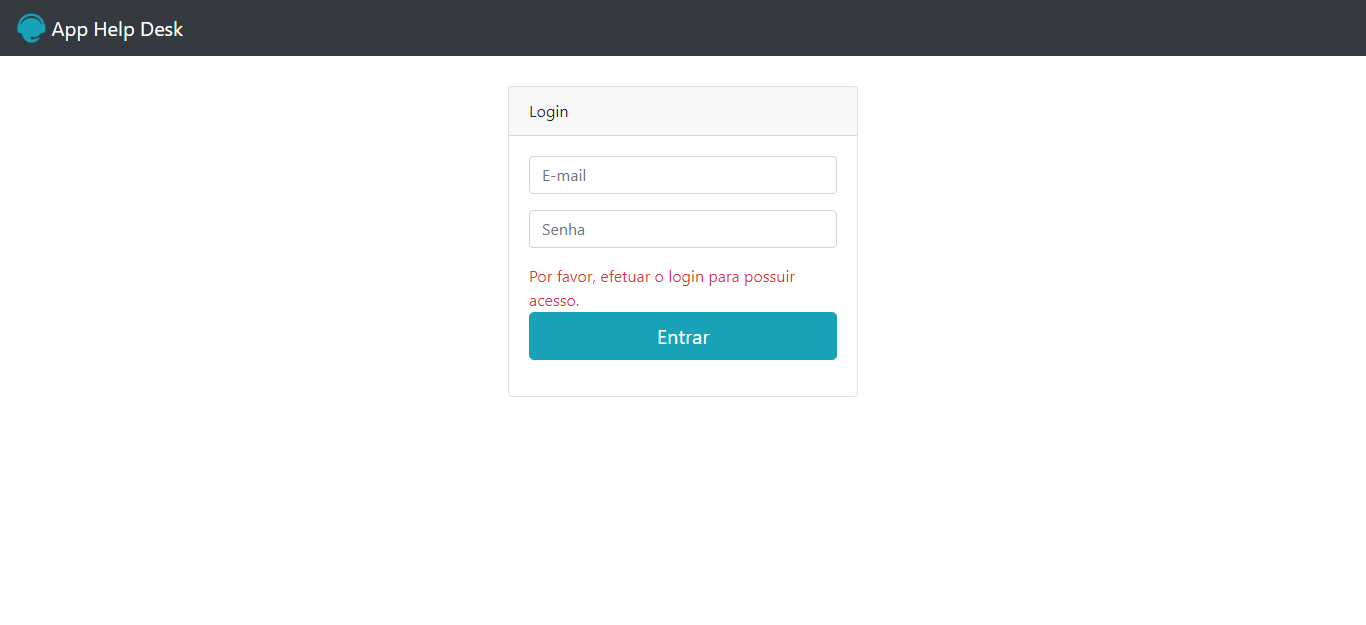 App Help Desk
Login
E-mail
Senha
Por favor, efetuar o login para possuir
acesso.
Entrar